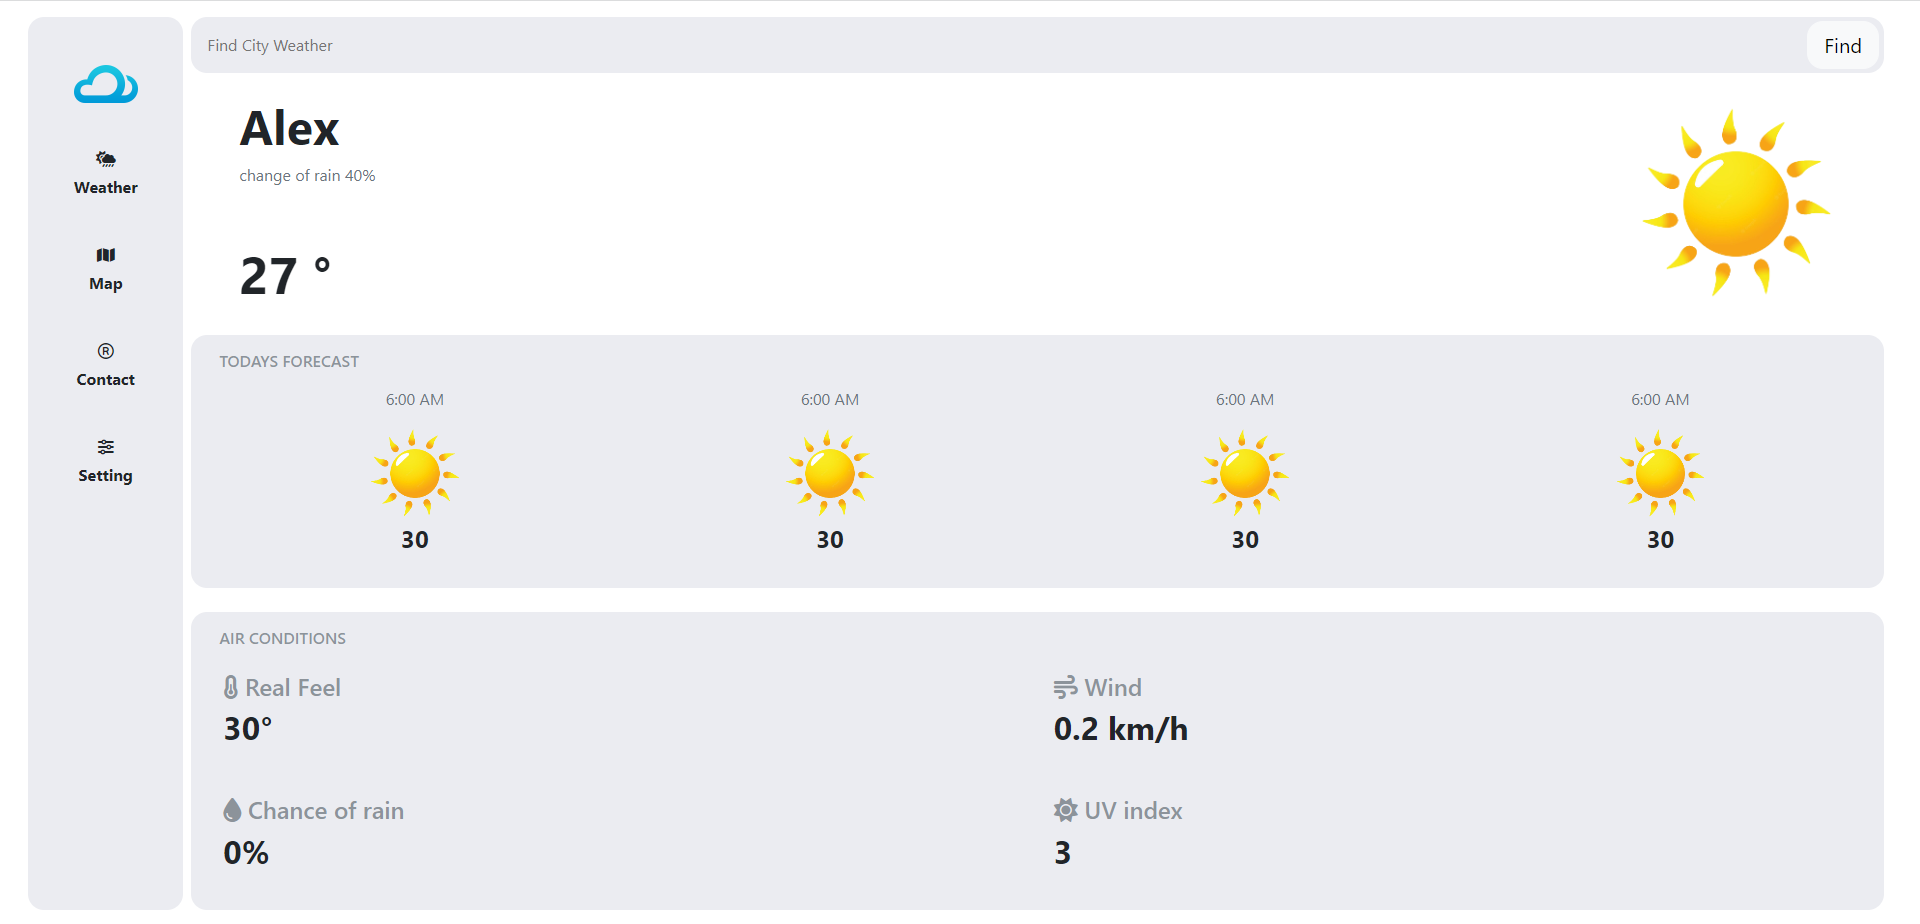 Find City Weather
Find
Weather
Map
Contact
Setting
Alex
change of rain 40%
27 °
TODAYS FORECAST
6:00 AM
30
6:00 AM
30
6:00 AM
30
6:00 AM
30
AIR CONDITIONS
Real Feel
30°
Wind
0.2 km/h
Chance of rain
0%
UV index
3